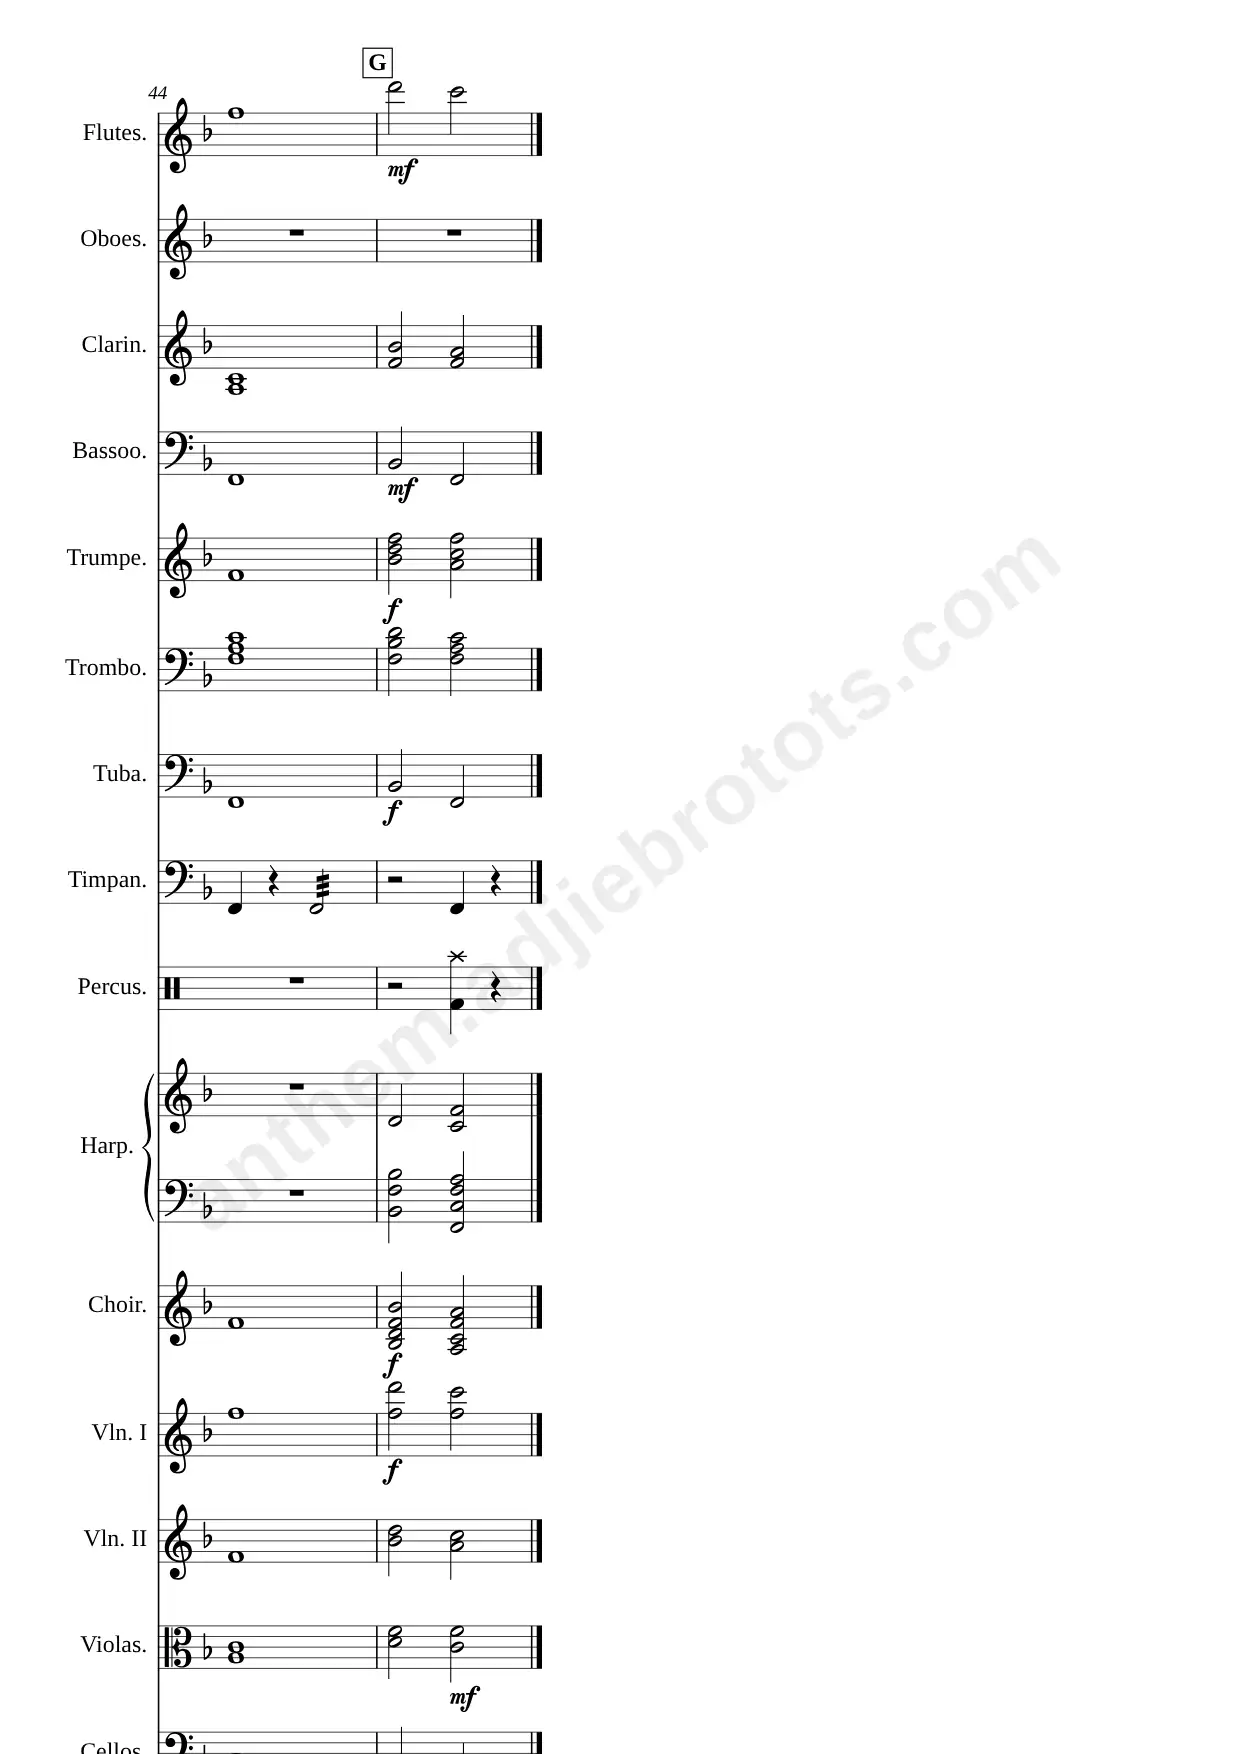 G
44
Flutes.
mf
Oboes.
Clarin.
Bassoo.
mf
Trumpe.
f
Trombo.
Tuba.
f
Timpan.
Percus.
Harp.
Choir.
f
Vln. I
f
Vln. II
Violas.
mf
Cellos.
anthem.adjiebrotots.com